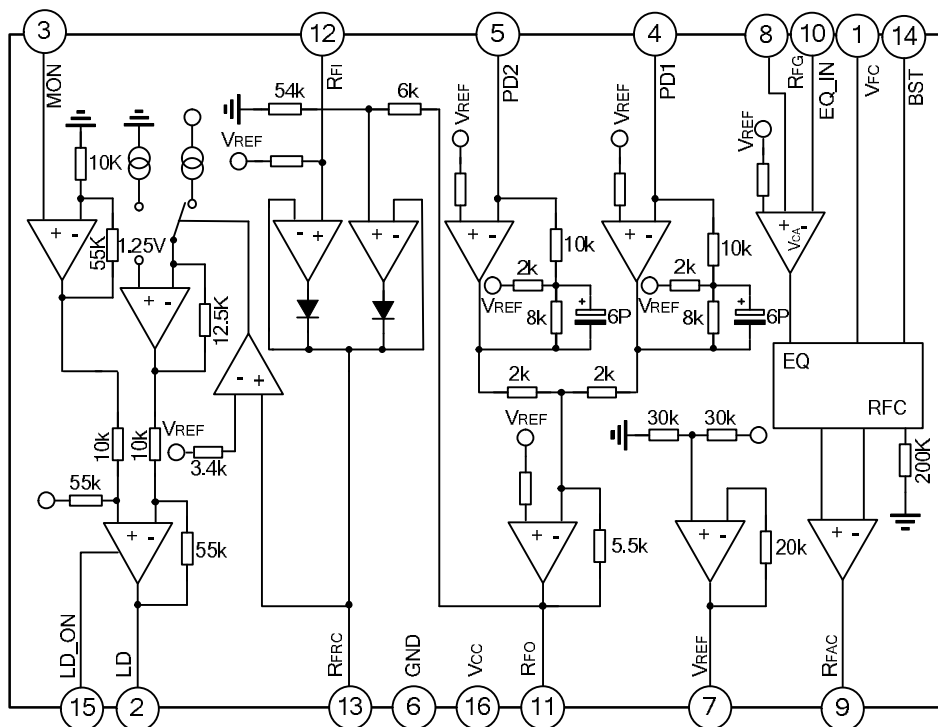 3
12
5
4
8
10
1
14
MON
RFI
PD2
PD1
RFG
EQ_IN
VFC
BST
54k
6k
VREF
VREF
VREF
VREF
10K
55K
1.25V
+ -
- +
+ -
+ -
+ -
+ -
VCA
10k
10k
2k
2k
VREF
VREF
+
+
8k
6P
8k
6P
+ -
12.5K
- +
EQ
RFC
2k
2k
VREF
3.4k
10k
10k
VREF
30k
30k
200K
55k
+ -
55k
+ -
5.5k
+ -
20k
+ -
LD_ON
LD
RFRC
GND
VCC
RFO
VREF
RFAC
15
2
13
6
16
11
7
9